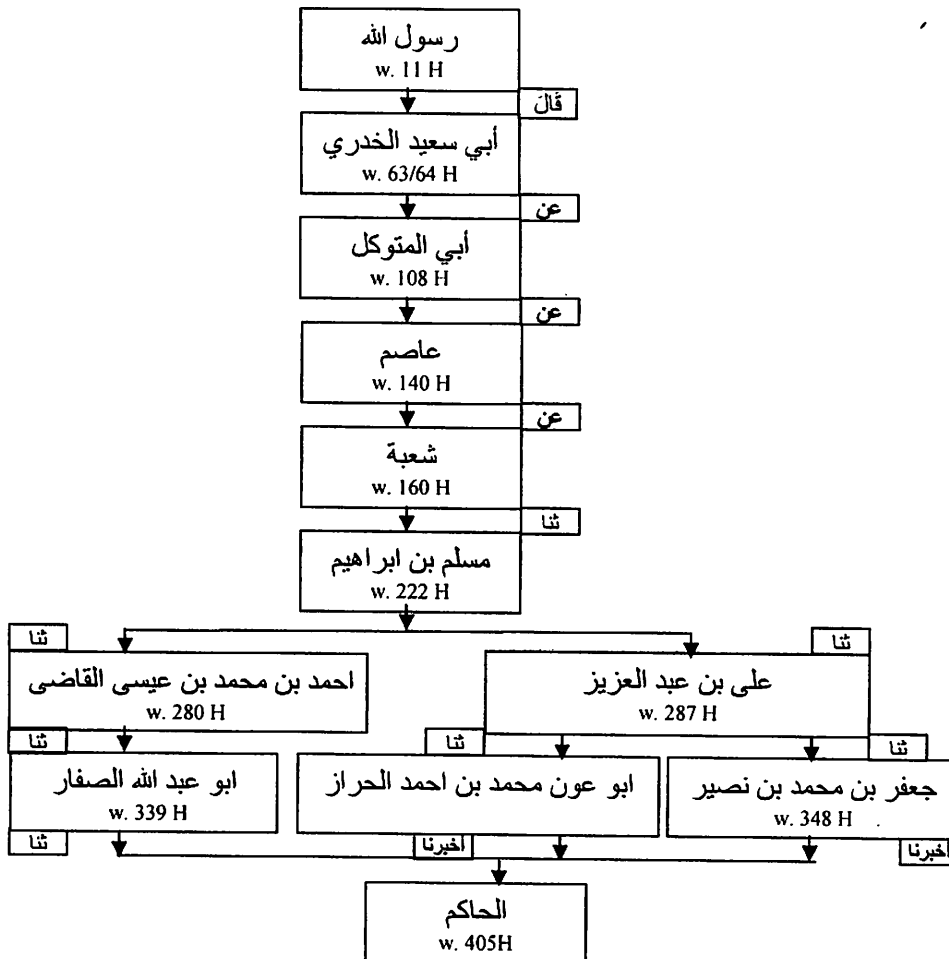 رسول الله
w. 11 H
قَالَ
أبي سعيد الخدري
w. 63/64 H
عن
أبي المتوكل
w. 108 H
عن
عاصم
w. 140 H
عن
شعبة
w. 160 H
ثنا
مسلم بن ابراهيم
w. 222 H
ثنا
ثنا
احمد بن محمد بن عيسى القاضى
w. 280 H
على بن عبد العزيز
w. 287 H
ثنا
ثنا
ثنا
ابو عبد الله الصفار
w. 339 H
ابو عون محمد بن احمد الحراز
جعفر بن محمد بن نصير
w. 348 H
ثنا
اخبرنا
اخبرنا
الحاكم
w. 405H